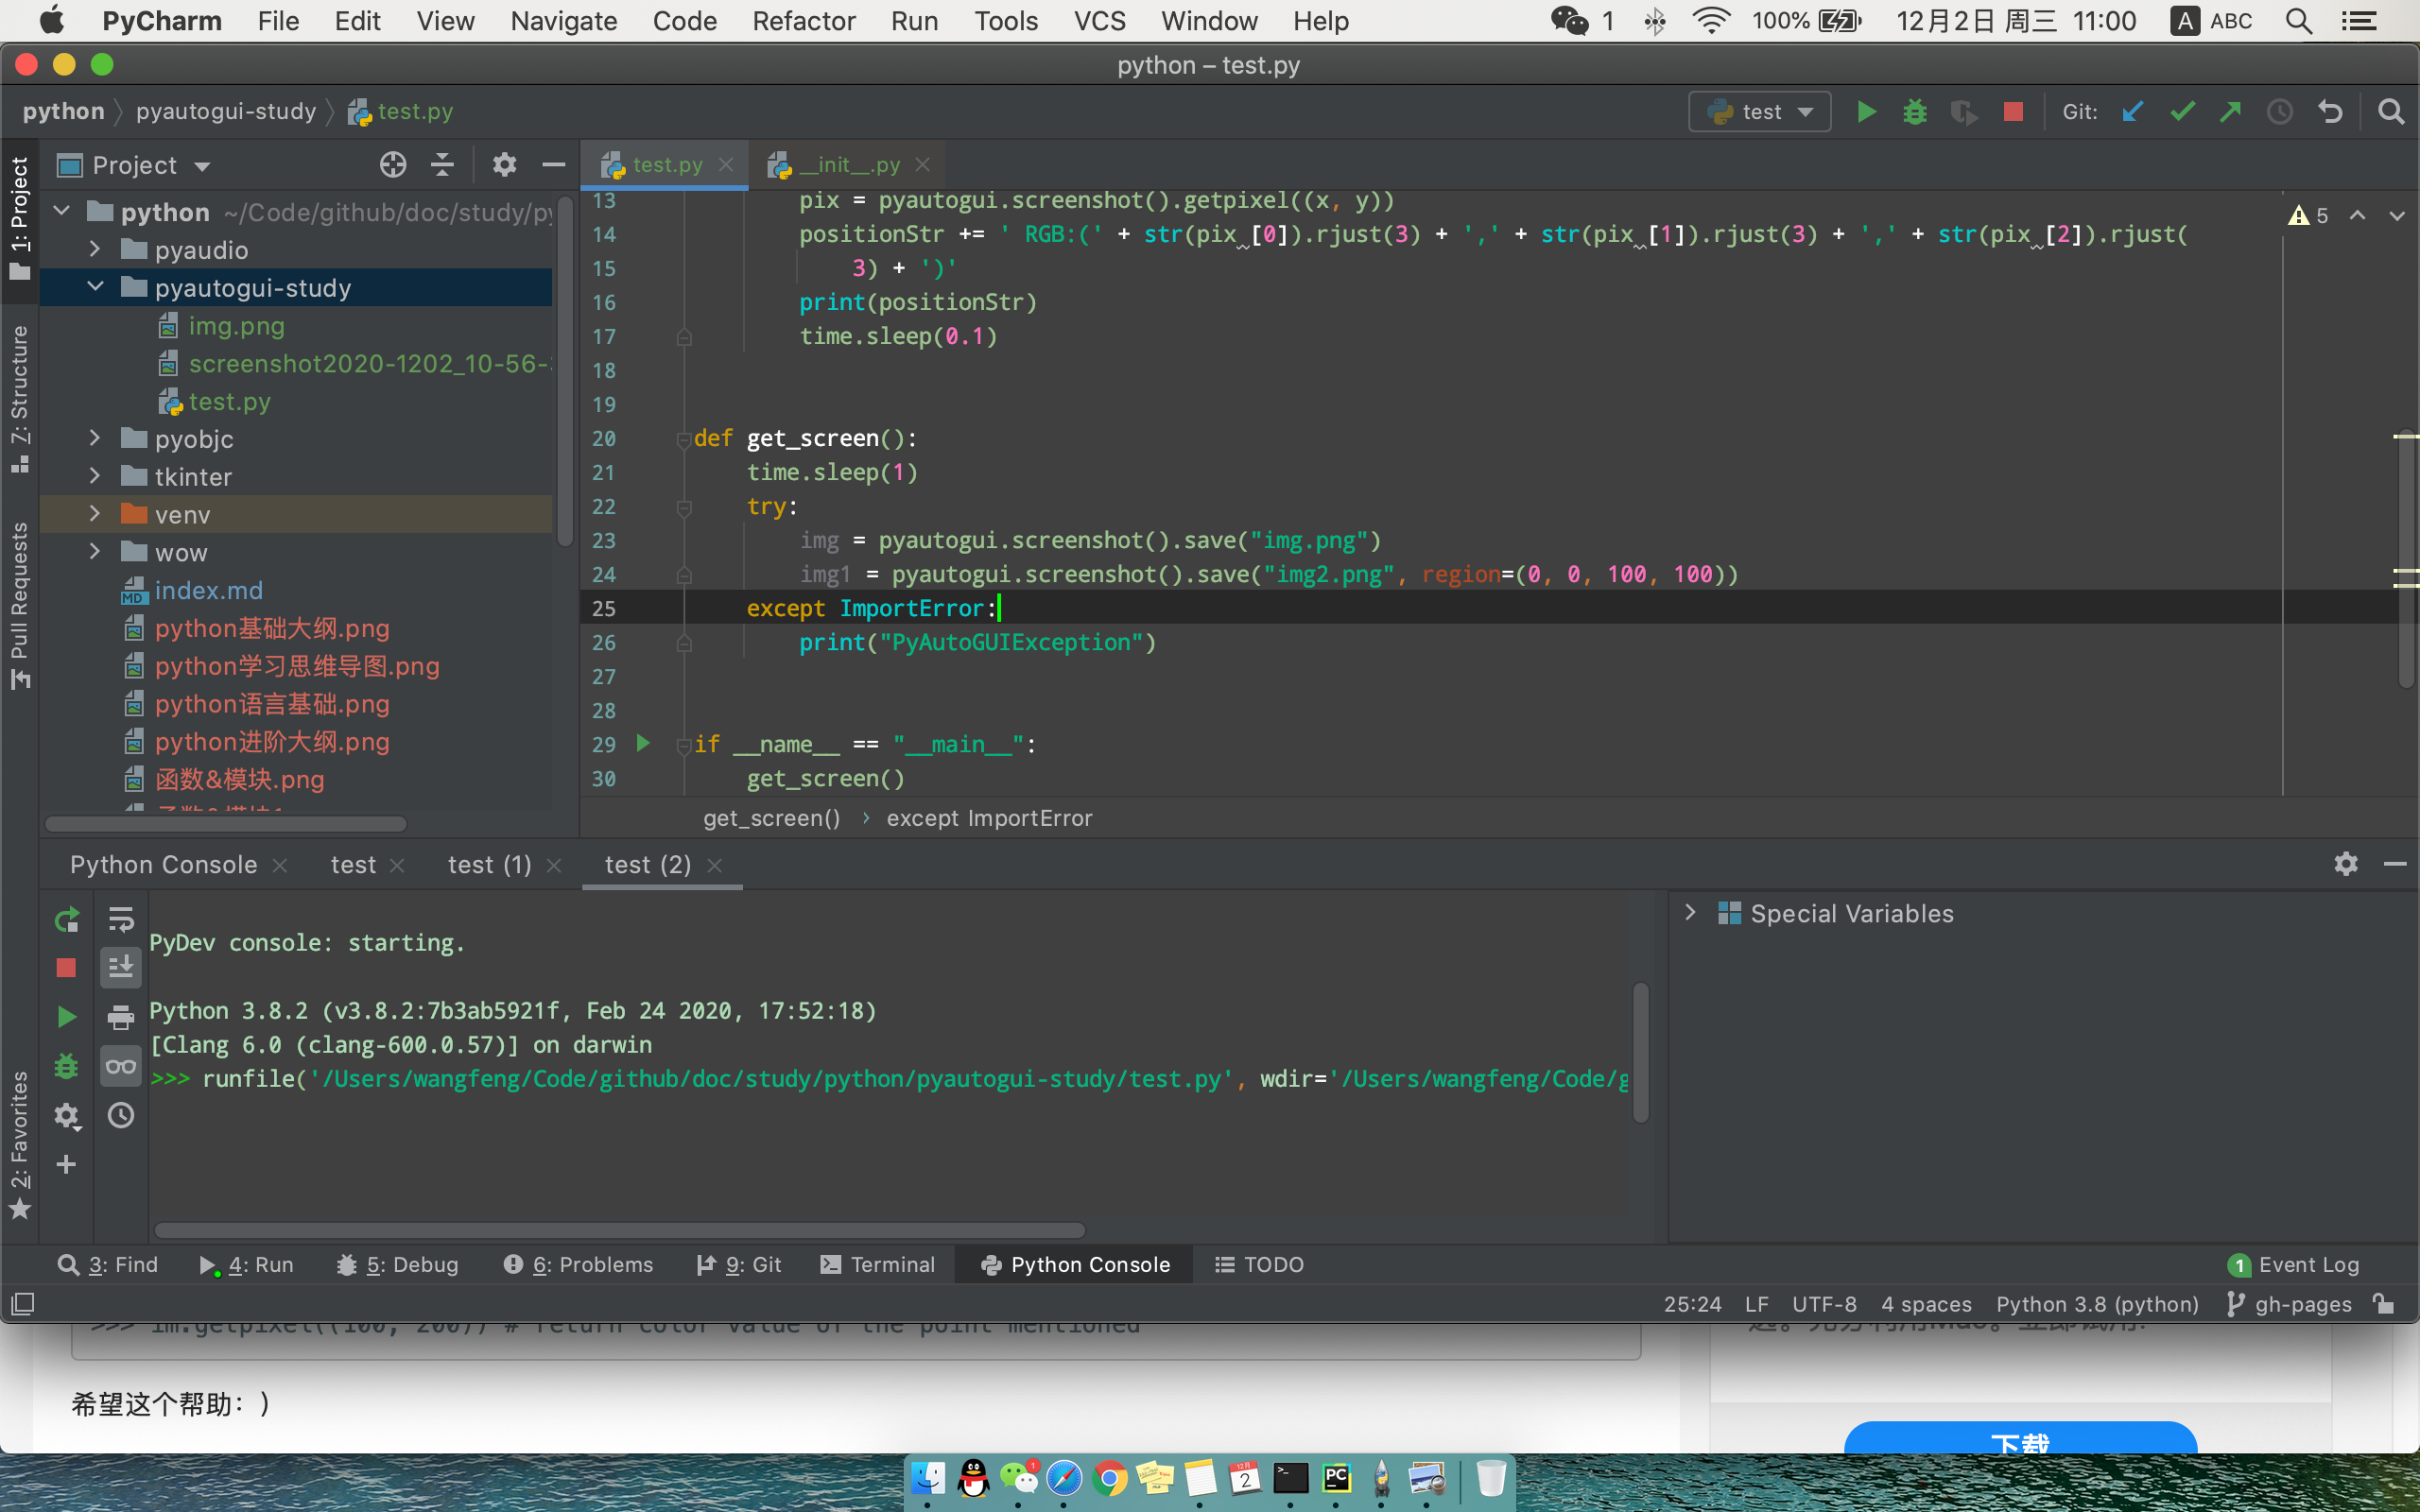 PyCharm File Edit View Navigate Code Refactor Run Tools VCS Window Help 1 100% 12月2日 周三 11:00 A ABC
python – test.py
python pyautogui-study test.py test Git:
1: Project
7: Structure
Pull Requests
2: Favorites
Project
python ~/Code/github/doc/study/py
pyaudio
pyautogui-study
img.png
screenshot2020-1202_10-56-
test.py
pyobjc
tkinter
venv
wow
index.md
python基础大纲.png
python学习思维导图.png
python语言基础.png
python进阶大纲.png
函数&模块.png
test.py __init__.py
5
13 pix = pyautogui.screenshot().getpixel((x, y))
14 positionStr += ' RGB:(' + str(pix [0]).rjust(3) + ',' + str(pix [1]).rjust(3) + ',' + str(pix [2]).rjust(
15 3) + ')'
16 print(positionStr)
17 time.sleep(0.1)
18
19
20 def get_screen():
21 time.sleep(1)
22 try:
23 img = pyautogui.screenshot().save("img.png")
24 img1 = pyautogui.screenshot().save("img2.png", region=(0, 0, 100, 100))
25 except ImportError:
26 print("PyAutoGUIException")
27
28
29 if __name__ == "__main__":
30 get_screen()
get_screen() › except ImportError
Python Console test test (1) test (2)
PyDev console: starting.
Python 3.8.2 (v3.8.2:7b3ab5921f, Feb 24 2020, 17:52:18)
[Clang 6.0 (clang-600.0.57)] on darwin
>>> runfile('/Users/wangfeng/Code/github/doc/study/python/pyautogui-study/test.py', wdir='/Users/wangfeng/Code/g
Special Variables
3: Find 4: Run 5: Debug 6: Problems 9: Git Terminal Python Console TODO 1 Event Log
25:24 LF UTF-8 4 spaces Python 3.8 (python) gh-pages
>>> im.getpixel((100, 200)) # return color value of the point mentioned
希望这个帮助：)
下载
12月
2
PC
1